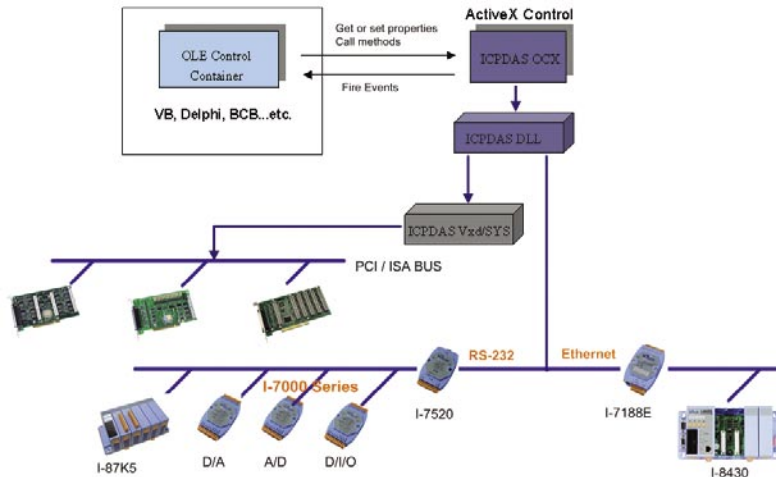 ActiveX Control
Get or set properties
Call methods
OLE Control
Container
ICPDAS OCX
Fire Events
VB, Delphi, BCB...etc.
ICPDAS DLL
ICPDAS Vxd/SYS
PCI / ISA BUS
RS-232
Ethernet
I-7000 Series
I-7520
I-7188E
I-87K5
D/A
A/D
D/I/O
I-8430